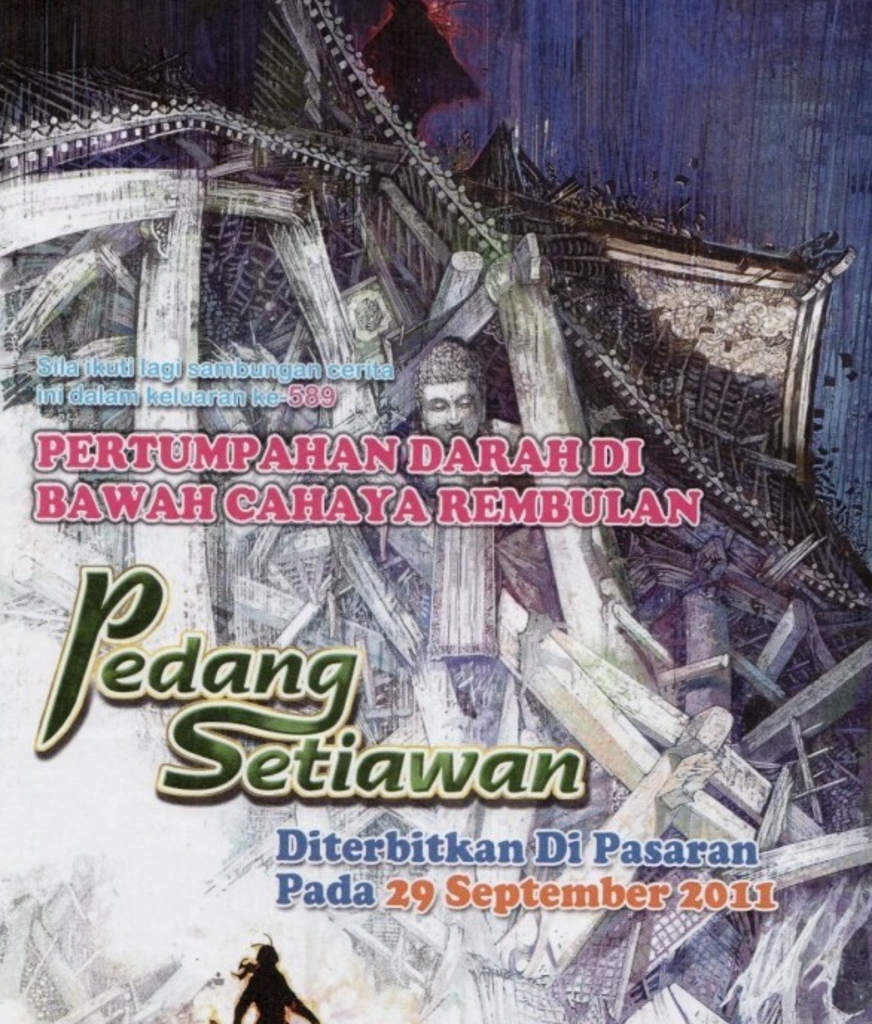 Sila ikuti lagi sambungan cerita
ini dalam keluaran ke-589
PERTUMPAHAN DARAH DI
BAWAH CAHAYA REMBULAN
Pedang
Setiawan
Diterbitkan Di Pasaran
Pada 29 September 2011